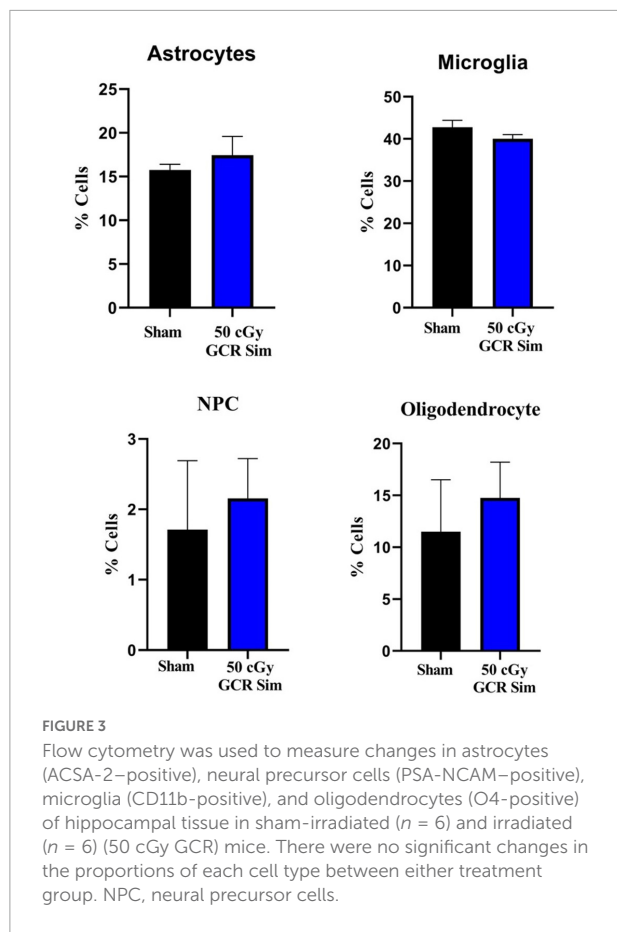 Astrocytes
25
20
15
10
5
0
% Cells
Sham
50 cGy
GCR Sim
Microglia
50
40
30
20
10
0
% Cells
Sham
50 cGy
GCR Sim
NPC
3
2
1
0
% Cells
Sham
50 cGy
GCR Sim
Oligodendrocyte
20
15
10
5
0
% Cells
Sham
50 cGy
GCR Sim
FIGURE 3
Flow cytometry was used to measure changes in astrocytes
(ACSA-2–positive), neural precursor cells (PSA-NCAM–positive),
microglia (CD11b-positive), and oligodendrocytes (O4-positive)
of hippocampal tissue in sham-irradiated (n = 6) and irradiated
(n = 6) (50 cGy GCR) mice. There were no significant changes in
the proportions of each cell type between either treatment
group. NPC, neural precursor cells.